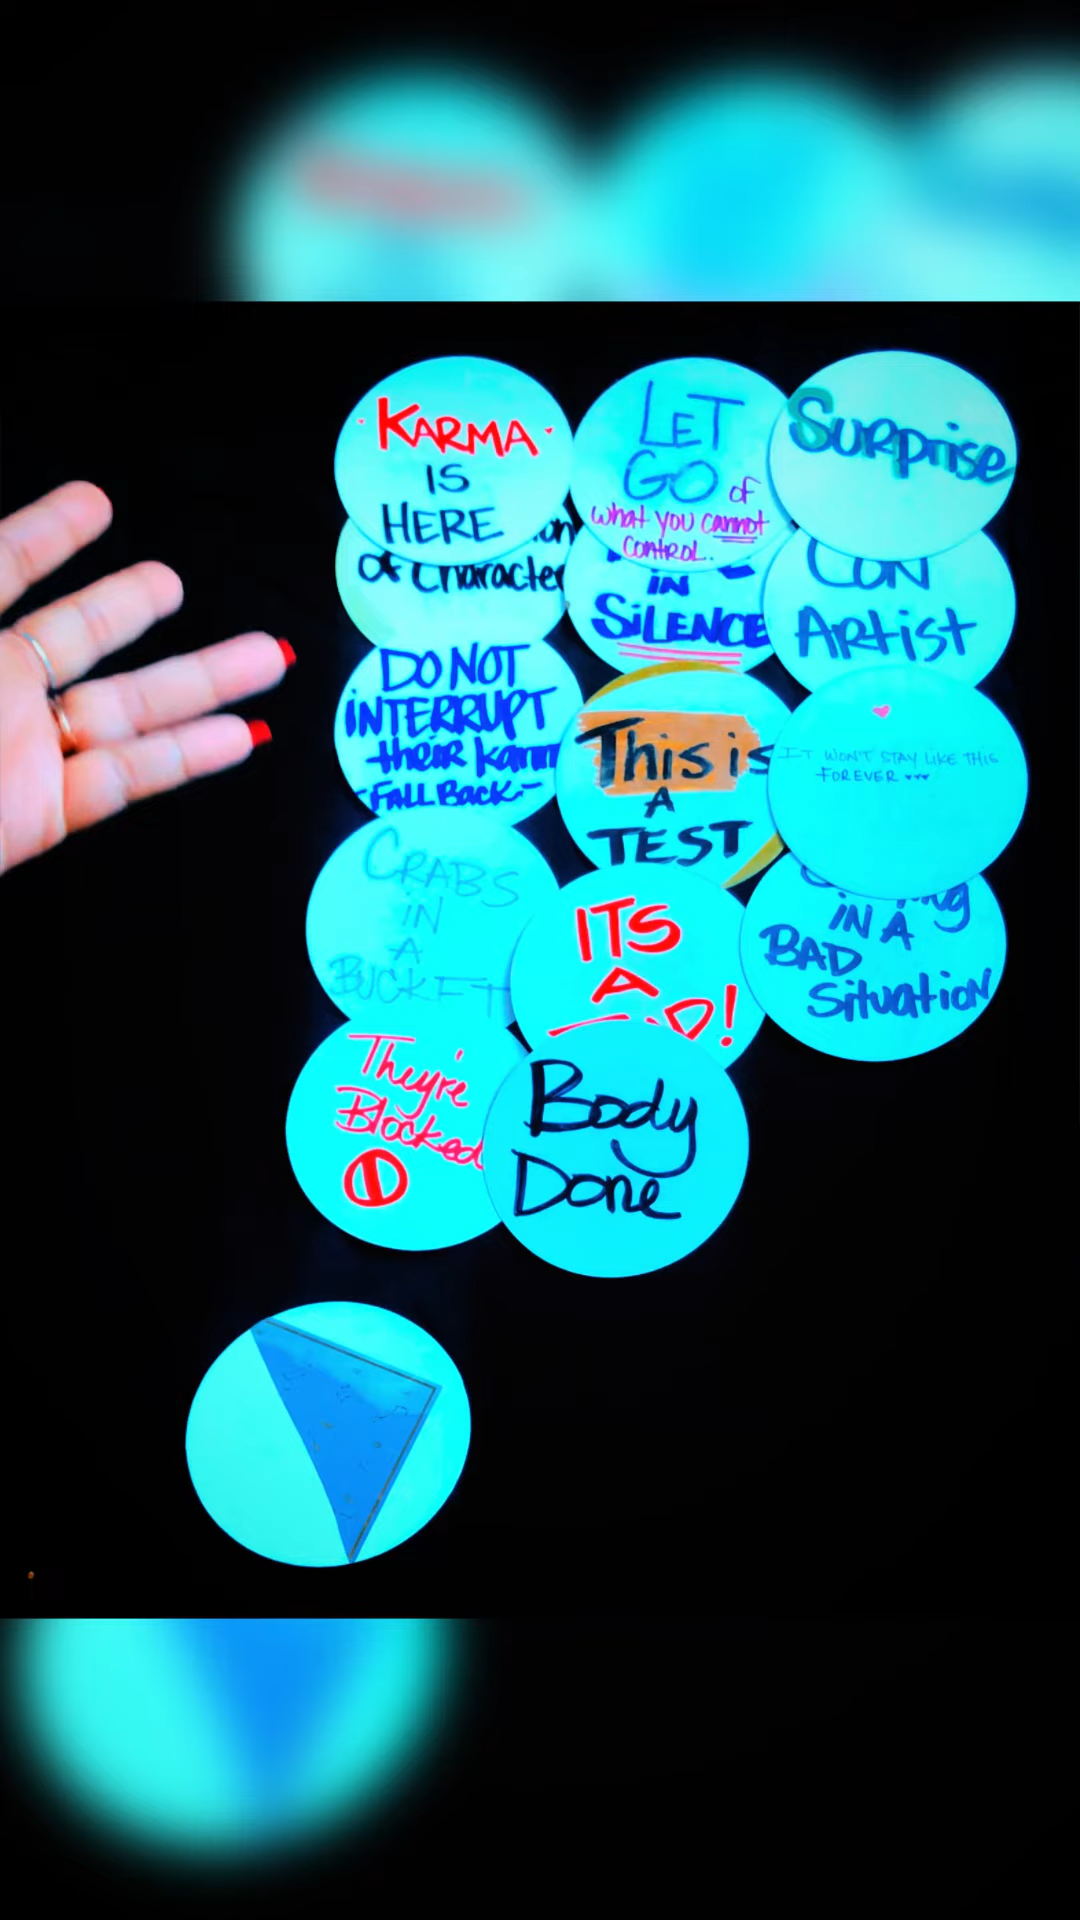 KARMA
IS
HERE
of Character
LET
GO of
what you cannot
CONTROL..
IN
SILENCE
Surprise
CON
Artist
DO NOT
INTERRUPT
their
-FALL BACK-
This is
A
TEST
IT WON'T STAY LIKE THIS
FOREVER
CRABS
IN
A
BUCKET
ITS
A
IN A
BAD
Situation
They're
Blocked
Body
Done